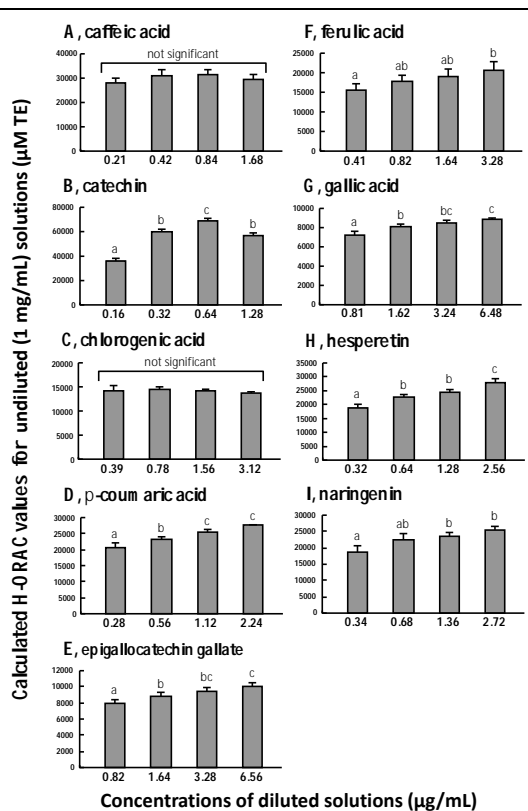 Calculated H-ORAC values for undiluted (1 mg/mL) solutions (μM TE)
A, caffeic acid
not significant
40000
30000
20000
10000
0
0.21 0.42 0.84 1.68
B, catechin
80000
60000
40000
20000
0
a b c b
0.16 0.32 0.64 1.28
C, chlorogenic acid
not significant
20000
15000
10000
5000
0
0.39 0.78 1.56 3.12
D, p-coumaric acid
30000
25000
20000
15000
10000
5000
0
a b c c
0.28 0.56 1.12 2.24
E, epigallocatechin gallate
12000
10000
8000
6000
4000
2000
0
a b bc c
0.82 1.64 3.28 6.56
F, ferulic acid
25000
20000
15000
10000
5000
0
a ab ab b
0.41 0.82 1.64 3.28
G, gallic acid
10000
8000
6000
4000
2000
0
a b bc c
0.81 1.62 3.24 6.48
H, hesperetin
35000
30000
25000
20000
15000
10000
5000
0
a b b c
0.32 0.64 1.28 2.56
I, naringenin
30000
25000
20000
15000
10000
5000
0
a ab b b
0.34 0.68 1.36 2.72
Concentrations of diluted solutions (μg/mL)